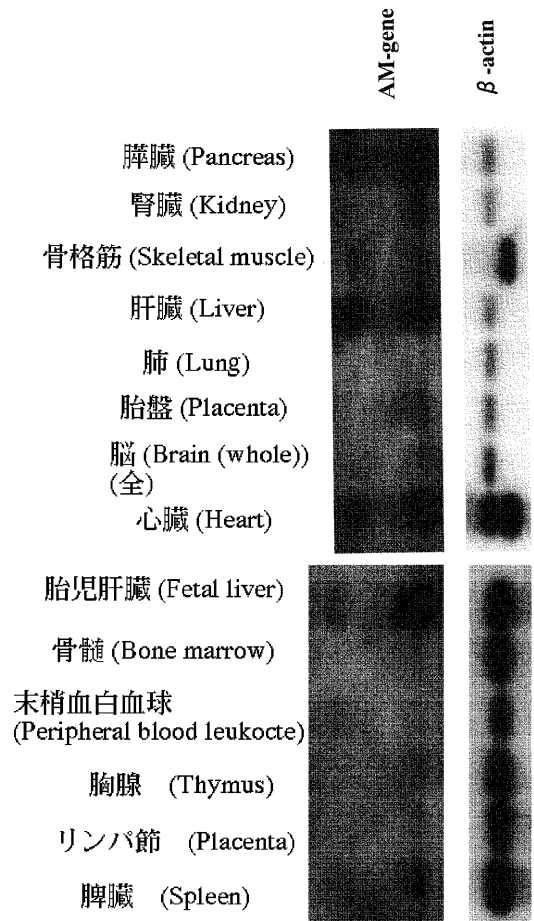 AM-gene
β-actin
膵臓 (Pancreas)
腎臓 (Kidney)
骨格筋 (Skeletal muscle)
肝臓 (Liver)
肺 (Lung)
胎盤 (Placenta)
脳 (Brain (whole))
(全)
心臓 (Heart)
胎児肝臓 (Fetal liver)
骨髄 (Bone marrow)
末梢血白血球
(Peripheral blood leukocte)
胸腺 (Thymus)
リンパ節 (Placenta)
脾臓 (Spleen)